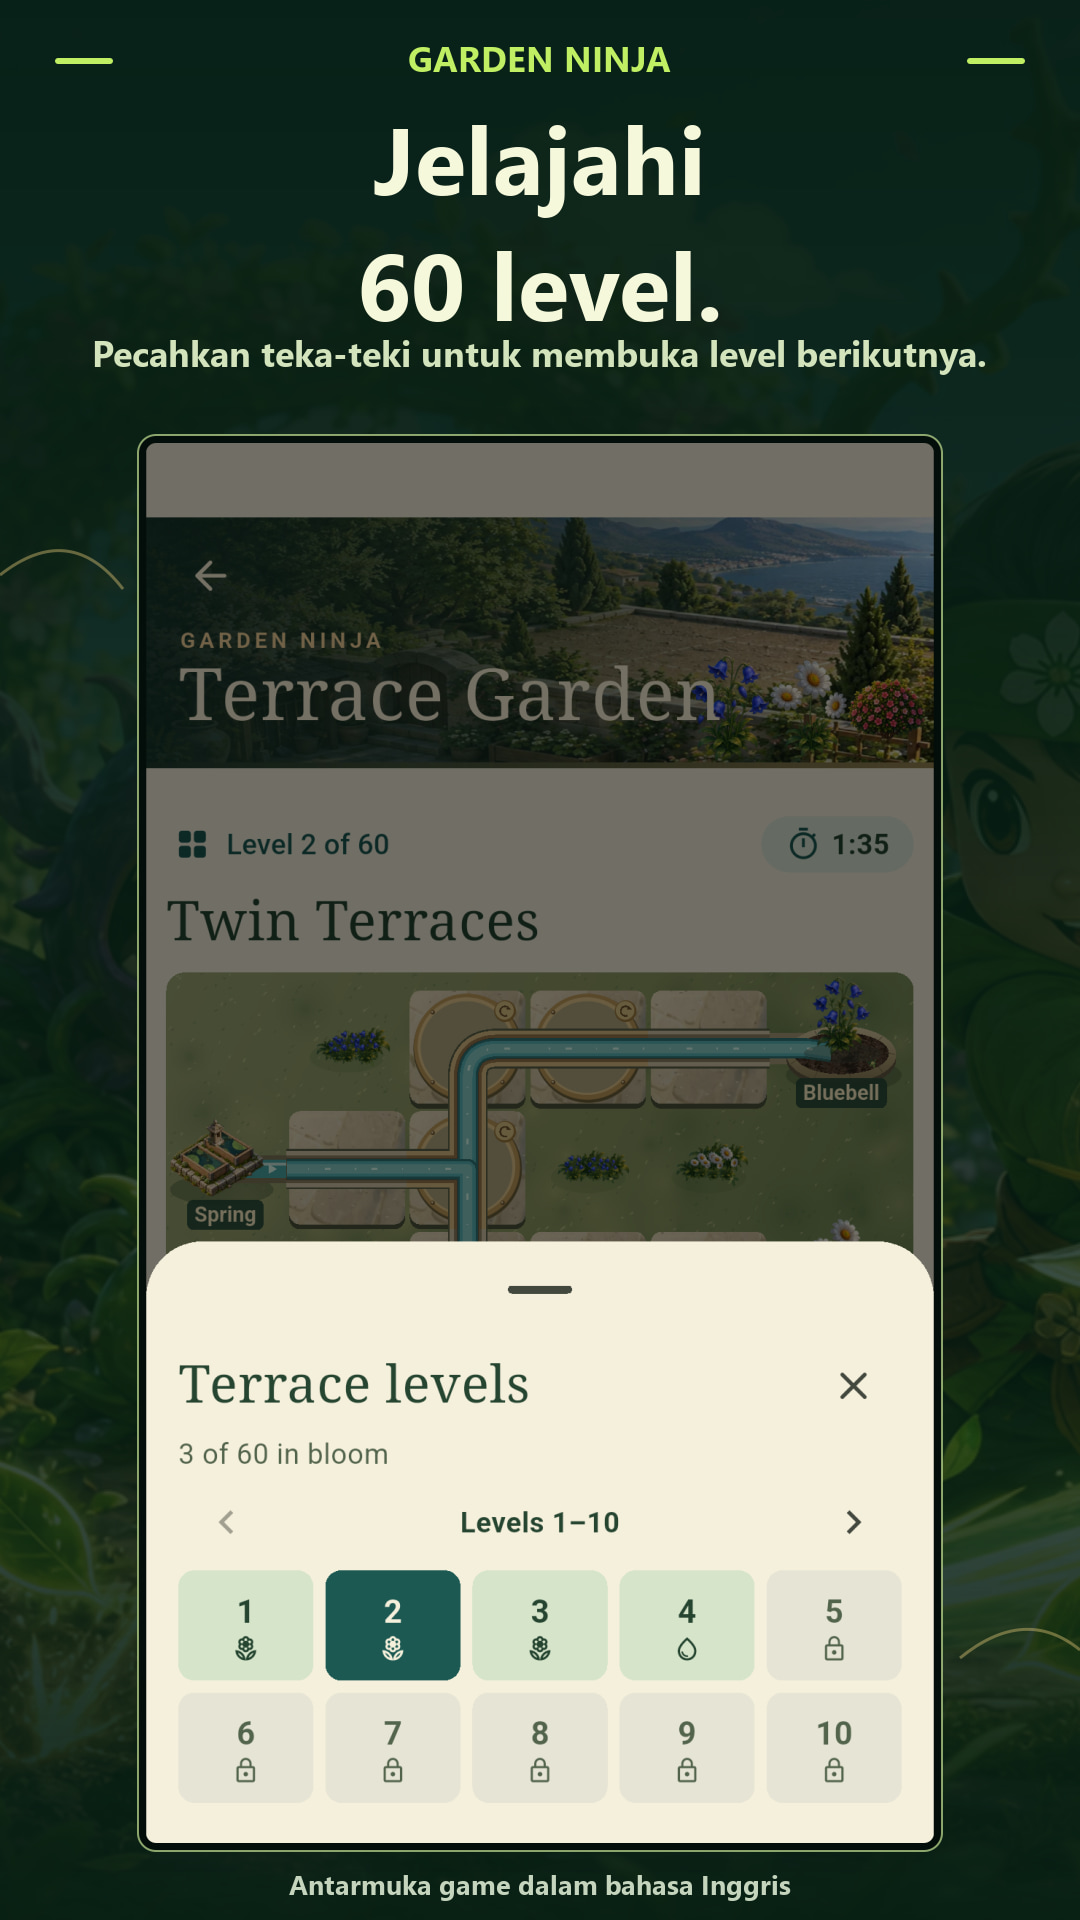 GARDEN NINJA
Jelajahi
60 level.
Pecahkan teka-teki untuk membuka level berikutnya.
GARDEN NINJA
Terrace Garden
Level 2 of 60
1:35
Twin Terraces
Bluebell
Spring
Terrace levels
3 of 60 in bloom
Levels 1–10
1 2 3 4 5
6 7 8 9 10
Antarmuka game dalam bahasa Inggris